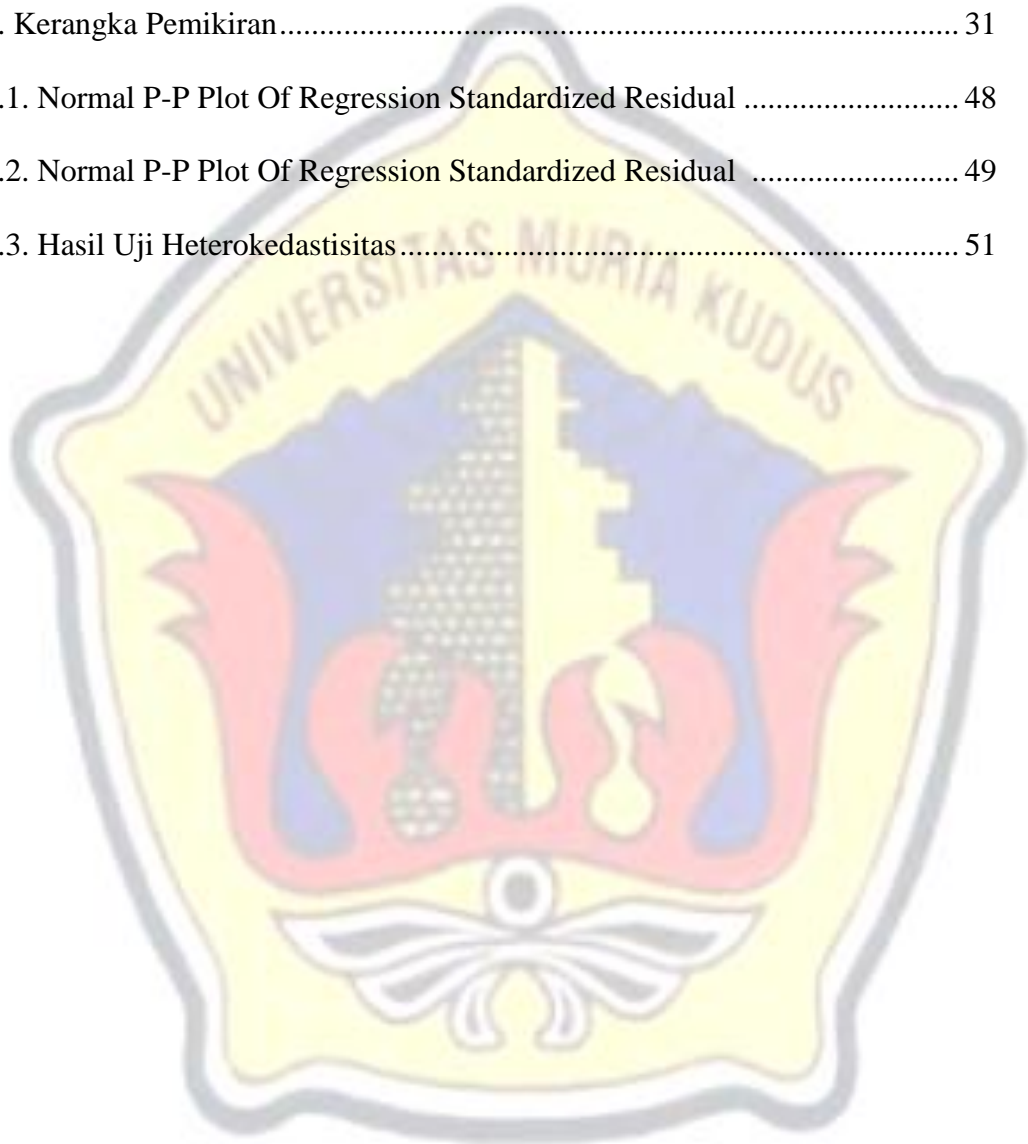 . Kerangka Pemikiran.................................................................................... 31
.1. Normal P-P Plot Of Regression Standardized Residual .......................... 48
.2. Normal P-P Plot Of Regression Standardized Residual ......................... 49
.3. Hasil Uji Heterokedastisitas..................................................................... 51
UNIVERSITAS MURIA KUDUS